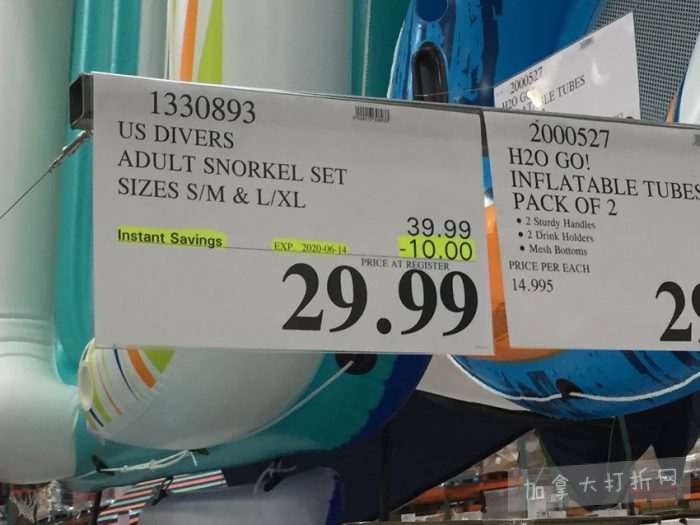 1330893
US DIVERS
ADULT SNORKEL SET
SIZES S/M & L/XL
39.99
Instant Savings
EXP. 2020-06-14
-10.00
PRICE AT REGISTER
29.99
2000527
H2O GO!
INFLATABLE TUBES
PACK OF 2
• 2 Sturdy Handles
• 2 Drink Holders
• Mesh Bottoms
PRICE PER EACH
14.995
2000527
H2O TUBES
加拿大打折网